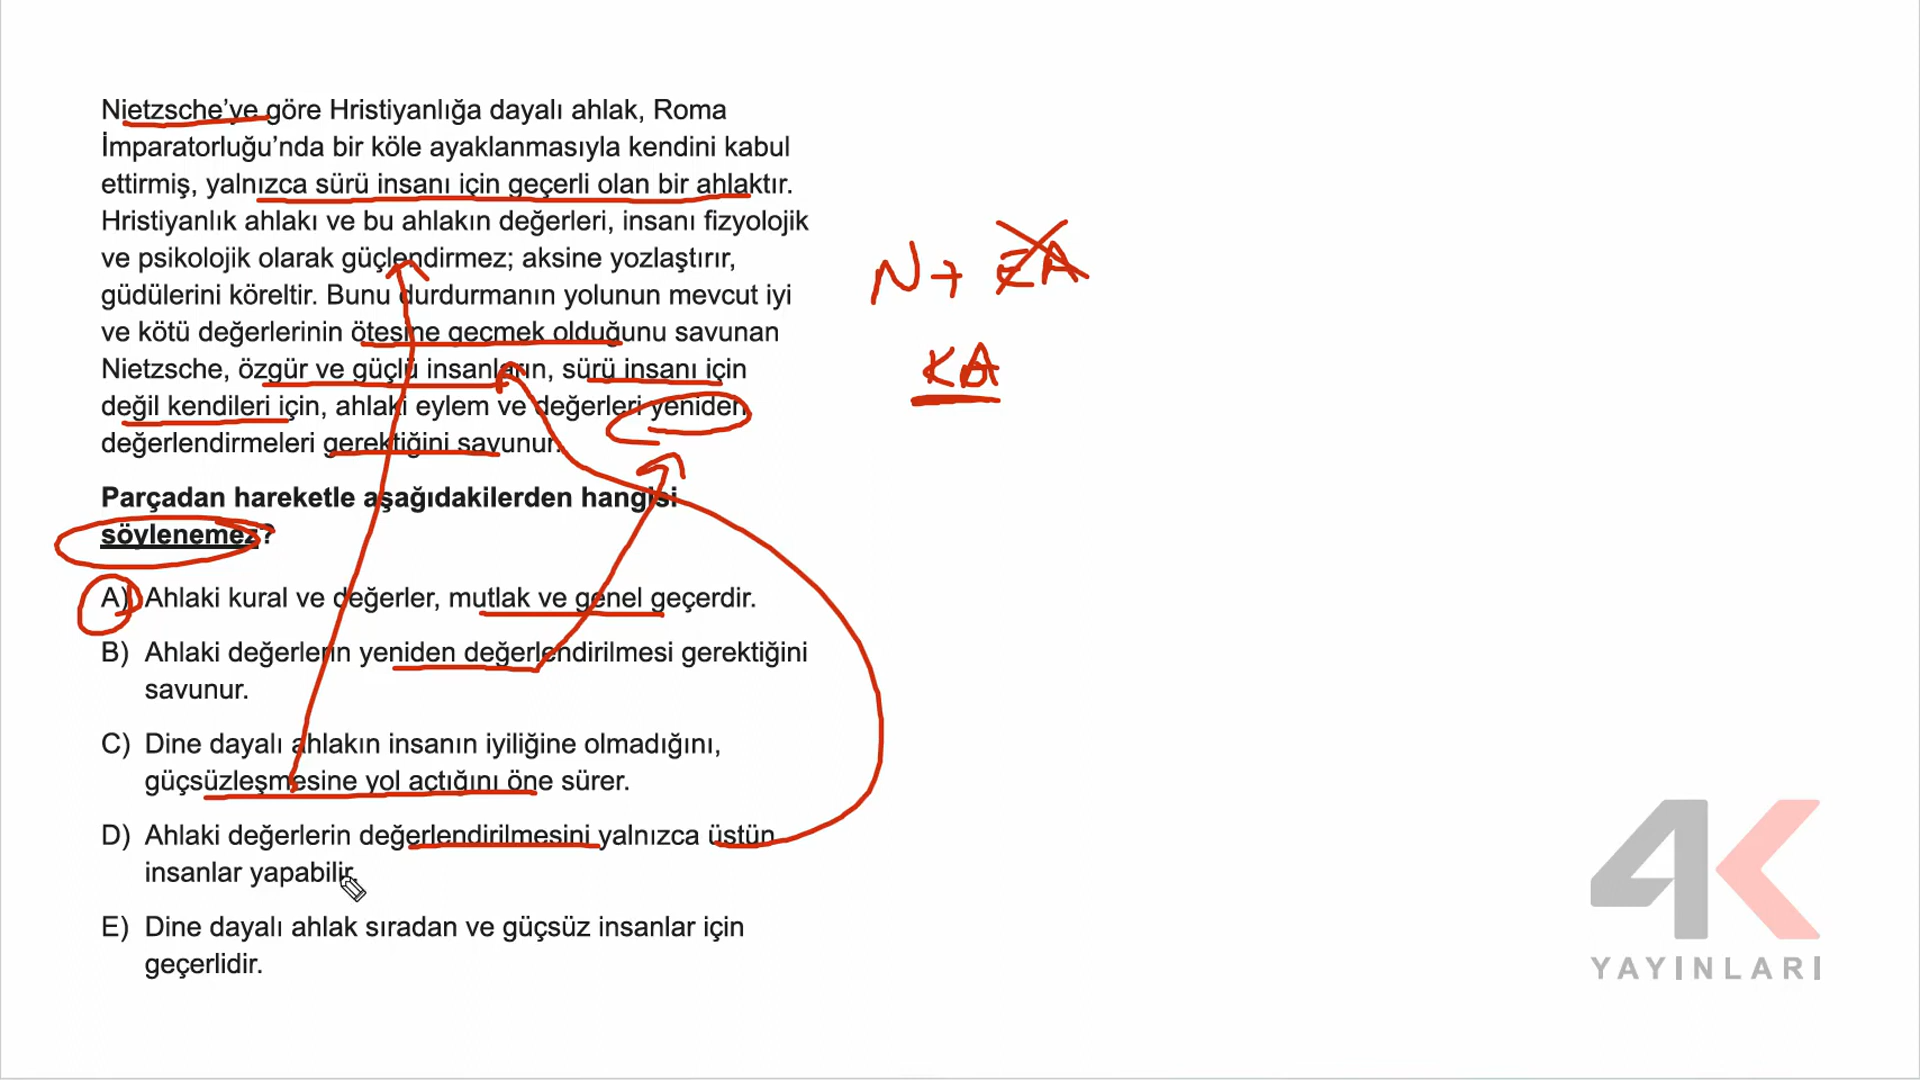 Nietzsche'ye göre Hristiyanlığa dayalı ahlak, Roma
İmparatorluğu'nda bir köle ayaklanmasıyla kendini kabul
ettirmiş, yalnızca sürü insanı için geçerli olan bir ahlaktır.
Hristiyanlık ahlakı ve bu ahlakın değerleri, insanı fizyolojik
ve psikolojik olarak güçlendirmez; aksine yozlaştırır,
güdülerini köreltir. Bunu durdurmanın yolunun mevcut iyi
ve kötü değerlerinin ötesine geçmek olduğunu savunan
Nietzsche, özgür ve güçlü insanların, sürü insanı için
değil kendileri için, ahlaki eylem ve değerleri yeniden
değerlendirmeleri gerektiğini savunur.
Parçadan hareketle aşağıdakilerden hangisi
söylenemez?
A) Ahlaki kural ve değerler, mutlak ve genel geçerdir.
B) Ahlaki değerlerin yeniden değerlendirilmesi gerektiğini
savunur.
C) Dine dayalı ahlakın insanın iyiliğine olmadığını,
güçsüzleşmesine yol açtığını öne sürer.
D) Ahlaki değerlerin değerlendirilmesini yalnızca üstün
insanlar yapabilir.
E) Dine dayalı ahlak sıradan ve güçsüz insanlar için
geçerlidir.
N+
KA
4K
YAYINLARI